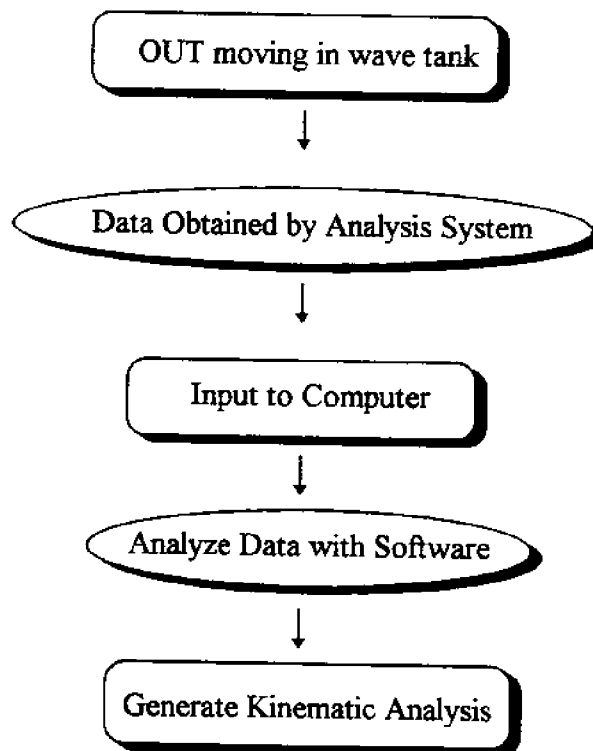 OUT moving in wave tank
Data Obtained by Analysis System
Input to Computer
Analyze Data with Software
Generate Kinematic Analysis